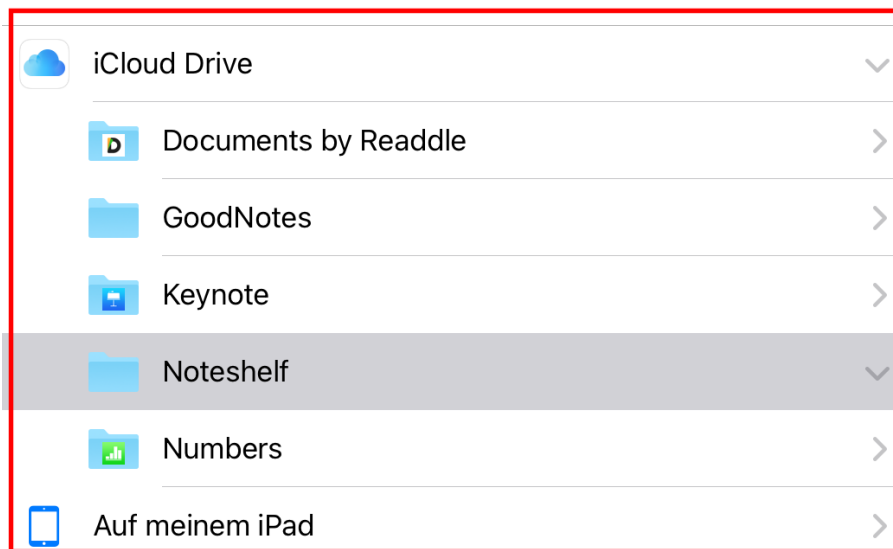 iCloud Drive
Documents by Readdle
GoodNotes
Keynote
Noteshelf
Numbers
Auf meinem iPad